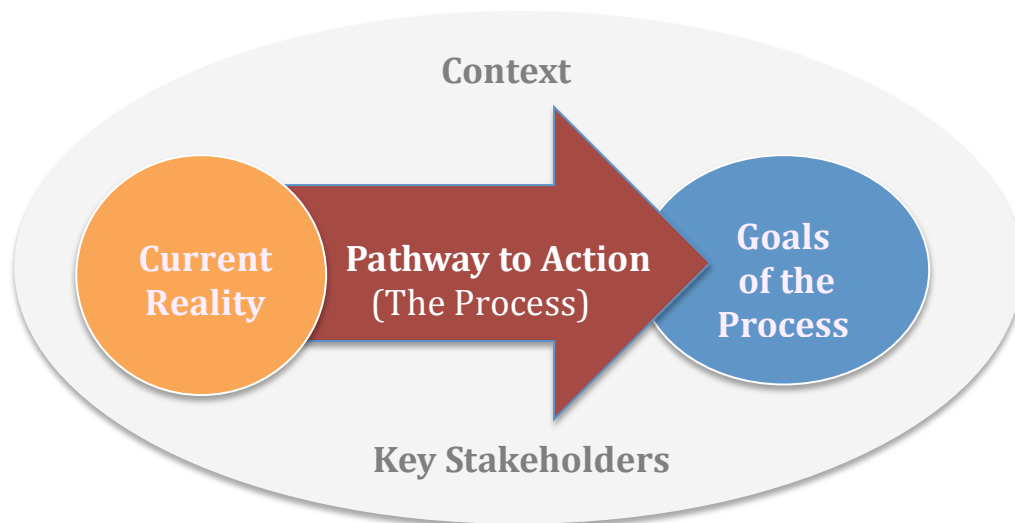 Context
Current
Reality
Pathway to Action
(The Process)
Goals
of the
Process
Key Stakeholders